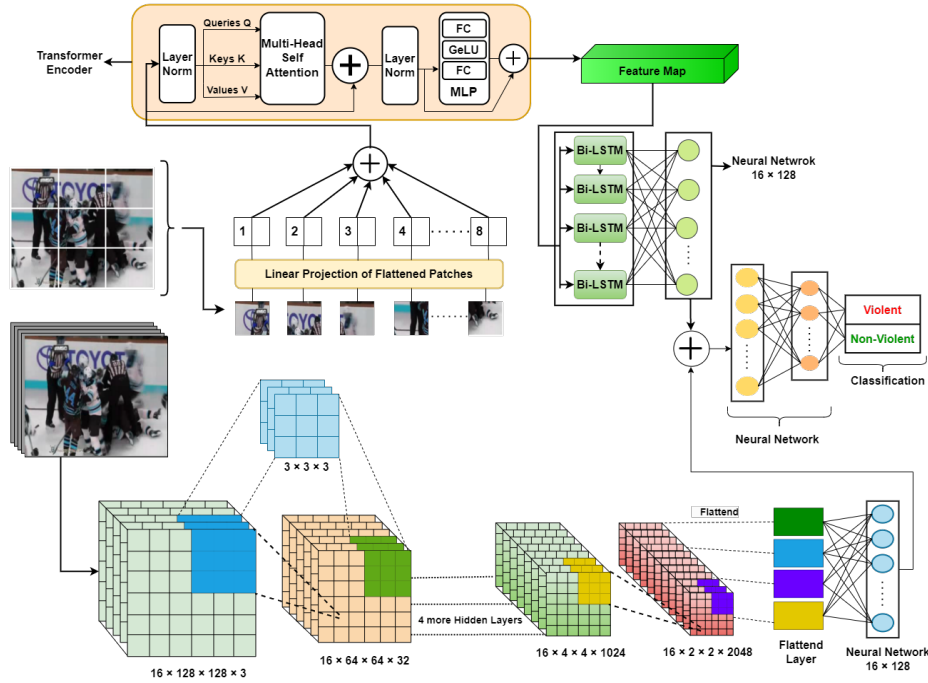 Transformer
Encoder
Layer
Norm
Queries Q
Keys K
Values V
Multi-Head
Self
Attention
Layer
Norm
FC
GeLU
FC
MLP
Feature Map
Bi-LSTM
Bi-LSTM
Bi-LSTM
Bi-LSTM
Neural Netwrok
16 × 128
TOYOT
1 2 3 4 ...... 8
Linear Projection of Flattened Patches
Violent
Non-Violent
Classification
Neural Network
TOYOT
3 × 3 × 3
4 more Hidden Layers
Flattend
16 × 128 × 128 × 3
16 × 64 × 64 × 32
16 × 4 × 4 × 1024
16 × 2 × 2 × 2048
Flattend
Layer
Neural Network
16 × 128